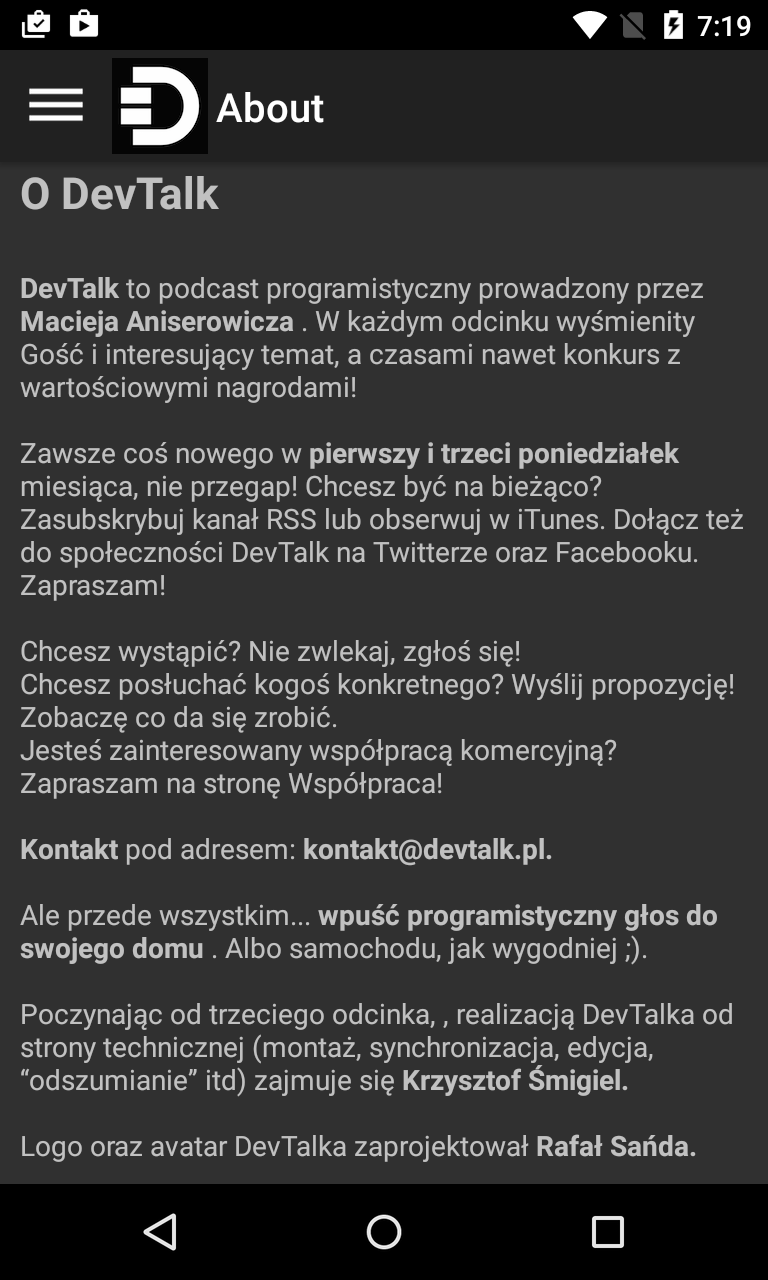 7:19
About
O DevTalk
DevTalk to podcast programistyczny prowadzony przez
Macieja Aniserowicza . W każdym odcinku wyśmienity
Gość i interesujący temat, a czasami nawet konkurs z
wartościowymi nagrodami!
Zawsze coś nowego w pierwszy i trzeci poniedziałek
miesiąca, nie przegap! Chcesz być na bieżąco?
Zasubskrybuj kanał RSS lub obserwuj w iTunes. Dołącz też
do społeczności DevTalk na Twitterze oraz Facebooku.
Zapraszam!
Chcesz wystąpić? Nie zwlekaj, zgłoś się!
Chcesz posłuchać kogoś konkretnego? Wyślij propozycję!
Zobaczę co da się zrobić.
Jesteś zainteresowany współpracą komercyjną?
Zapraszam na stronę Współpraca!
Kontakt pod adresem: kontakt@devtalk.pl.
Ale przede wszystkim... wpuść programistyczny głos do
swojego domu . Albo samochodu, jak wygodniej ;).
Poczynając od trzeciego odcinka, , realizacją DevTalka od
strony technicznej (montaż, synchronizacja, edycja,
“odszumianie” itd) zajmuje się Krzysztof Śmigiel.
Logo oraz avatar DevTalka zaprojektował Rafał Sańda.